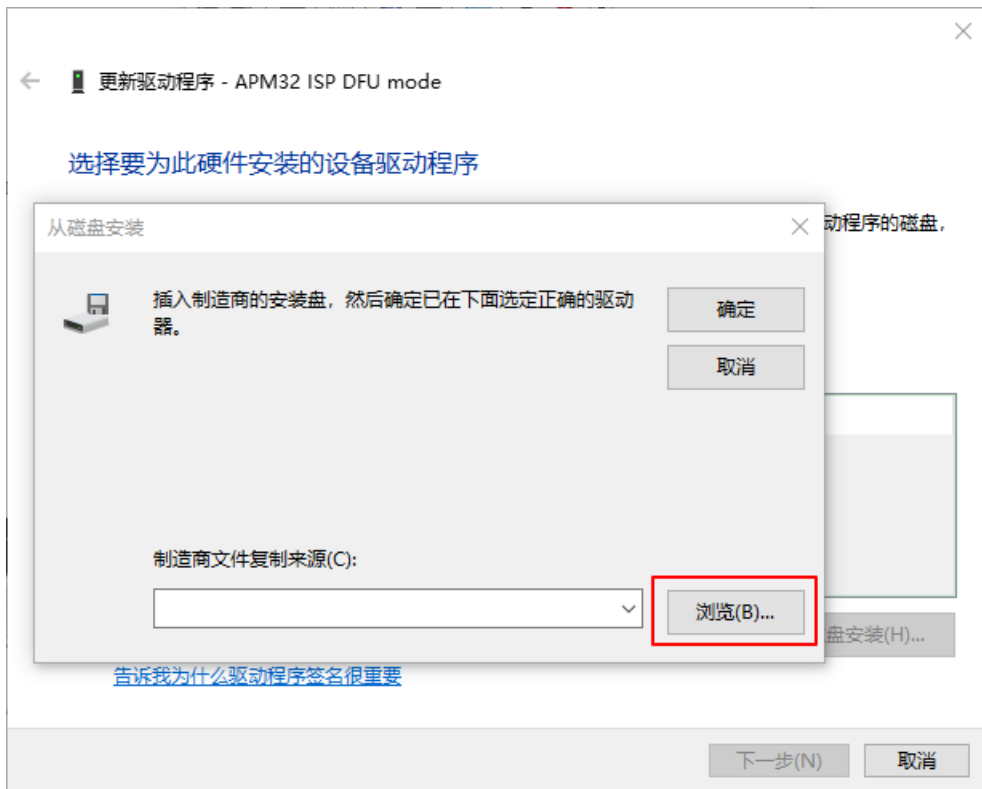 更新驱动程序 - APM32 ISP DFU mode
选择要为此硬件安装的设备驱动程序
动程序的磁盘，
从磁盘安装
插入制造商的安装盘，然后确定已在下面选定正确的驱动
器。
确定
取消
制造商文件复制来源(C):
浏览(B)...
盘安装(H)...
告诉我为什么驱动程序签名很重要
下一步(N)
取消